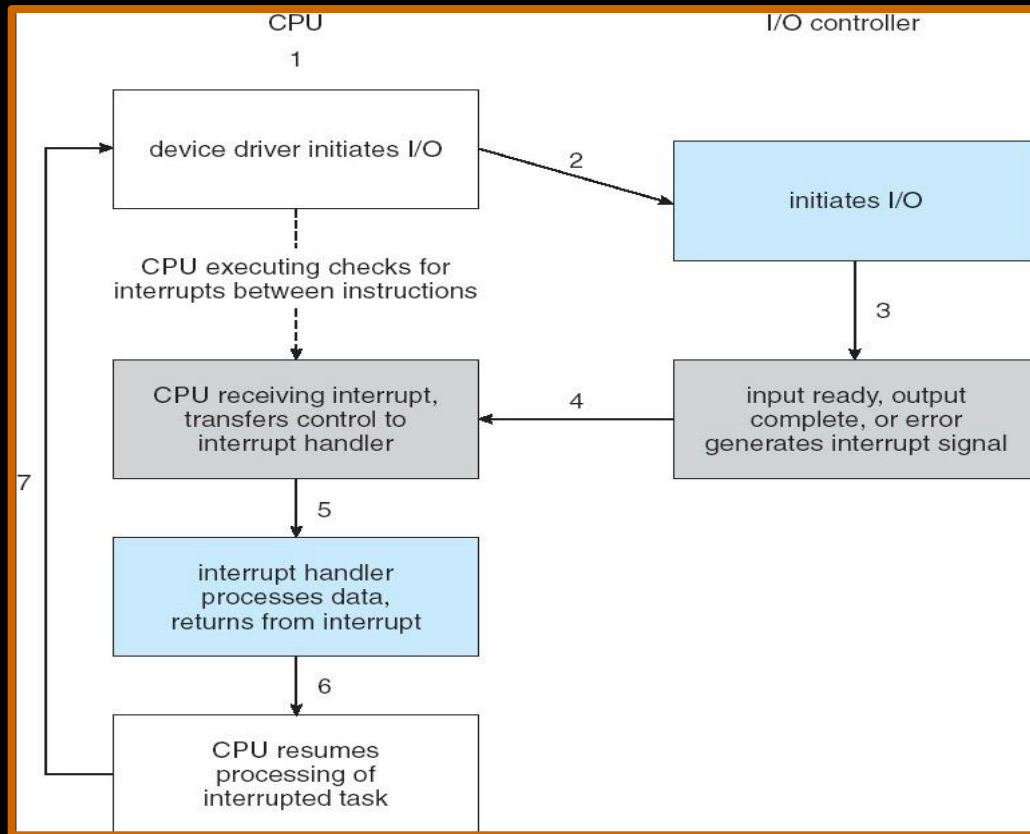 CPU
I/O controller
1
device driver initiates I/O
2
initiates I/O
CPU executing checks for
interrupts between instructions
3
CPU receiving interrupt,
transfers control to
interrupt handler
4
input ready, output
complete, or error
generates interrupt signal
7
5
interrupt handler
processes data,
returns from interrupt
6
CPU resumes
processing of
interrupted task